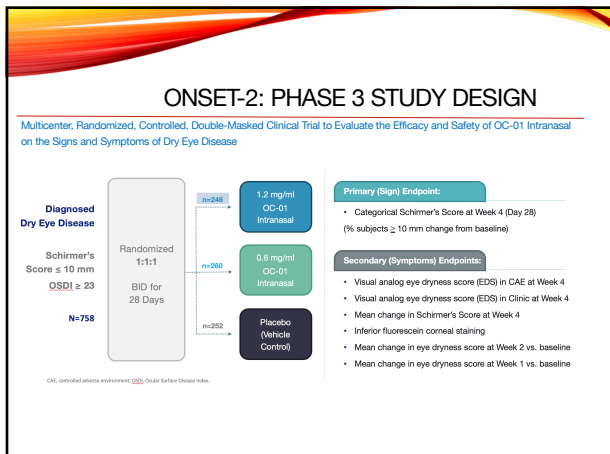 ONSET-2: PHASE 3 STUDY DESIGN
Multicenter, Randomized, Controlled, Double-Masked Clinical Trial to Evaluate the Efficacy and Safety of OC-01 Intranasal
on the Signs and Symptoms of Dry Eye Disease
Diagnosed
Dry Eye Disease
Schirmer's
Score ≤ 10 mm
OSDI ≥ 23
N=758
Randomized
1:1:1
BID for
28 Days
n=246
1.2 mg/ml
OC-01
Intranasal
n=260
0.6 mg/ml
OC-01
Intranasal
n=252
Placebo
(Vehicle
Control)
Primary (Sign) Endpoint:
• Categorical Schirmer's Score at Week 4 (Day 28)
(% subjects ≥ 10 mm change from baseline)
Secondary (Symptoms) Endpoints:
• Visual analog eye dryness score (EDS) in CAE at Week 4
• Visual analog eye dryness score (EDS) in Clinic at Week 4
• Mean change in Schirmer's Score at Week 4
• Inferior fluorescein corneal staining
• Mean change in eye dryness score at Week 2 vs. baseline
• Mean change in eye dryness score at Week 1 vs. baseline
CAE, controlled adverse environment; OSDI, Ocular Surface Disease Index.